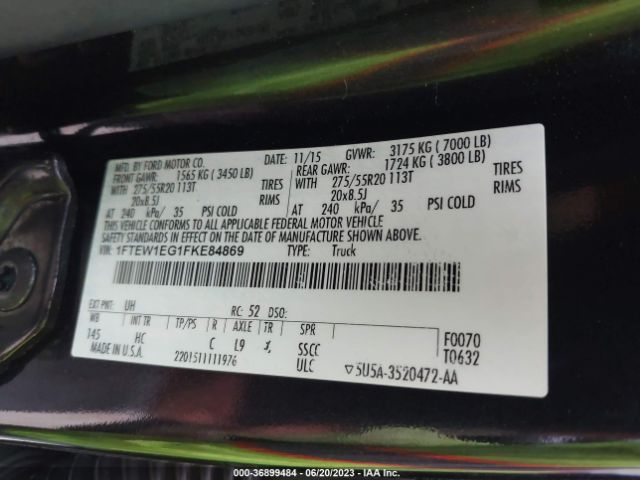 MFD. BY FORD MOTOR CO. DATE: 11/15 GVWR: 3175 KG ( 7000 LB)
FRONT GAWR: 1565 KG ( 3450 LB) REAR GAWR: 1724 KG ( 3800 LB)
WITH 275/55R20 113T TIRES WITH 275/55R20 113T TIRES
20x8.5J RIMS 20x8.5J RIMS
AT 240 kPa/ 35 PSI COLD AT 240 kPa/ 35 PSI COLD
THIS VEHICLE CONFORMS TO ALL APPLICABLE FEDERAL MOTOR VEHICLE
SAFETY STANDARDS IN EFFECT ON THE DATE OF MANUFACTURE SHOWN ABOVE.
VIN: 1FTEW1EG1FKE84869 TYPE: Truck
EXT PNT: UH RC: 52 DSO:
WB INT TR TP/PS R AXLE TR SPR
145 HC C L9 SSCC F0070
MADE IN U.S.A. 2201511111976 ULC T0632
5U5A-3520472-AA
0-36899484 - 06/20/2023 - IAA Inc.